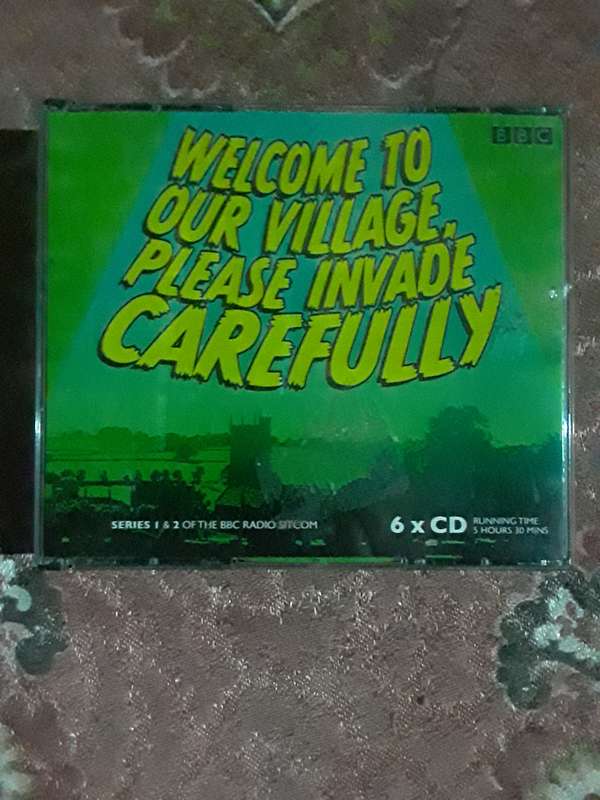 BBC
WELCOME TO
OUR VILLAGE,
PLEASE INVADE
CAREFULLY
SERIES 1 & 2 OF THE BBC RADIO SITCOM
6 x CD
RUNNING TIME
5 HOURS 30 MINS